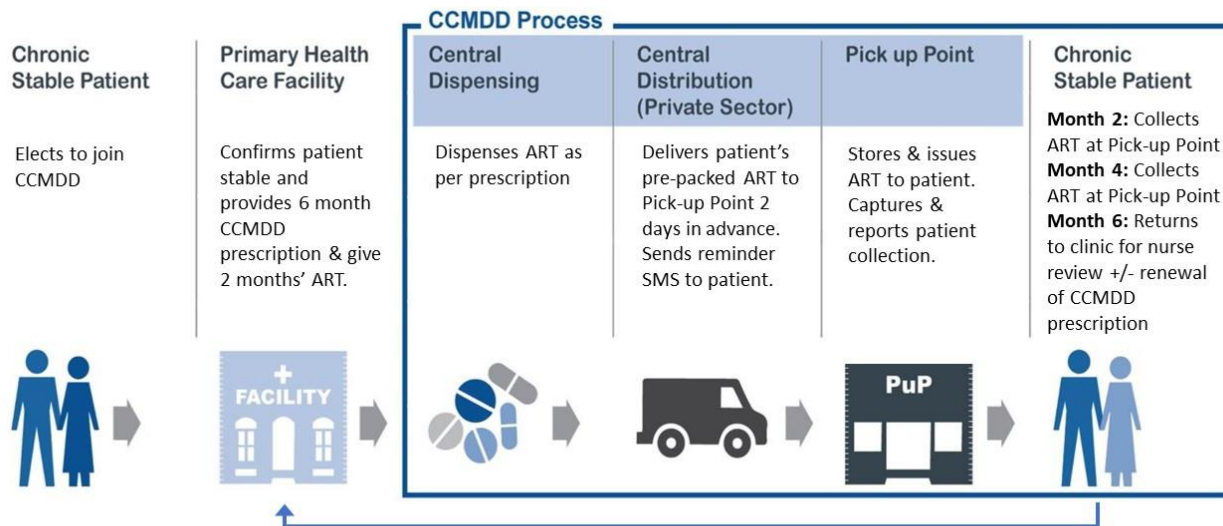 CCMDD Process
Chronic
Stable Patient
Elects to join
CCMDD
Primary Health
Care Facility
Confirms patient
stable and
provides 6 month
CCMDD
prescription & give
2 months’ ART.
Central
Dispensing
Dispenses ART as
per prescription
Central
Distribution
(Private Sector)
Delivers patient’s
pre-packed ART to
Pick-up Point 2
days in advance.
Sends reminder
SMS to patient.
Pick up Point
Stores & issues
ART to patient.
Captures &
reports patient
collection.
Chronic
Stable Patient
Month 2: Collects
ART at Pick-up Point
Month 4: Collects
ART at Pick-up Point
Month 6: Returns
to clinic for nurse
review +/- renewal
of CCMDD
prescription
FACILITY
PuP